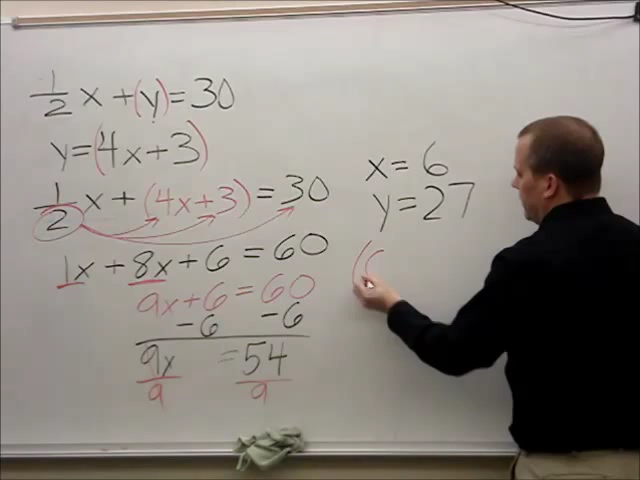 1/2 x + (y) = 30
y = (4x + 3)
1/2 x + (4x + 3) = 30
1x + 8x + 6 = 60
9x + 6 = 60
-6 -6
9x = 54
9 9
x = 6
y = 27
(6